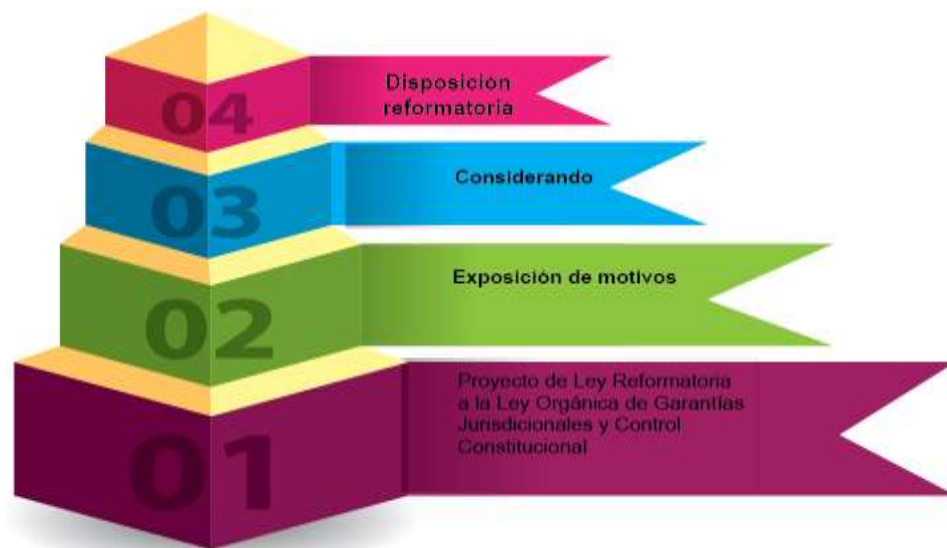 04
Disposición
reformatoria
03
Considerando
02
Exposición de motivos
01
Proyecto de Ley Reformatoria
a la Ley Orgánica de Garantías
Jurisdicionales y Control
Constitucional